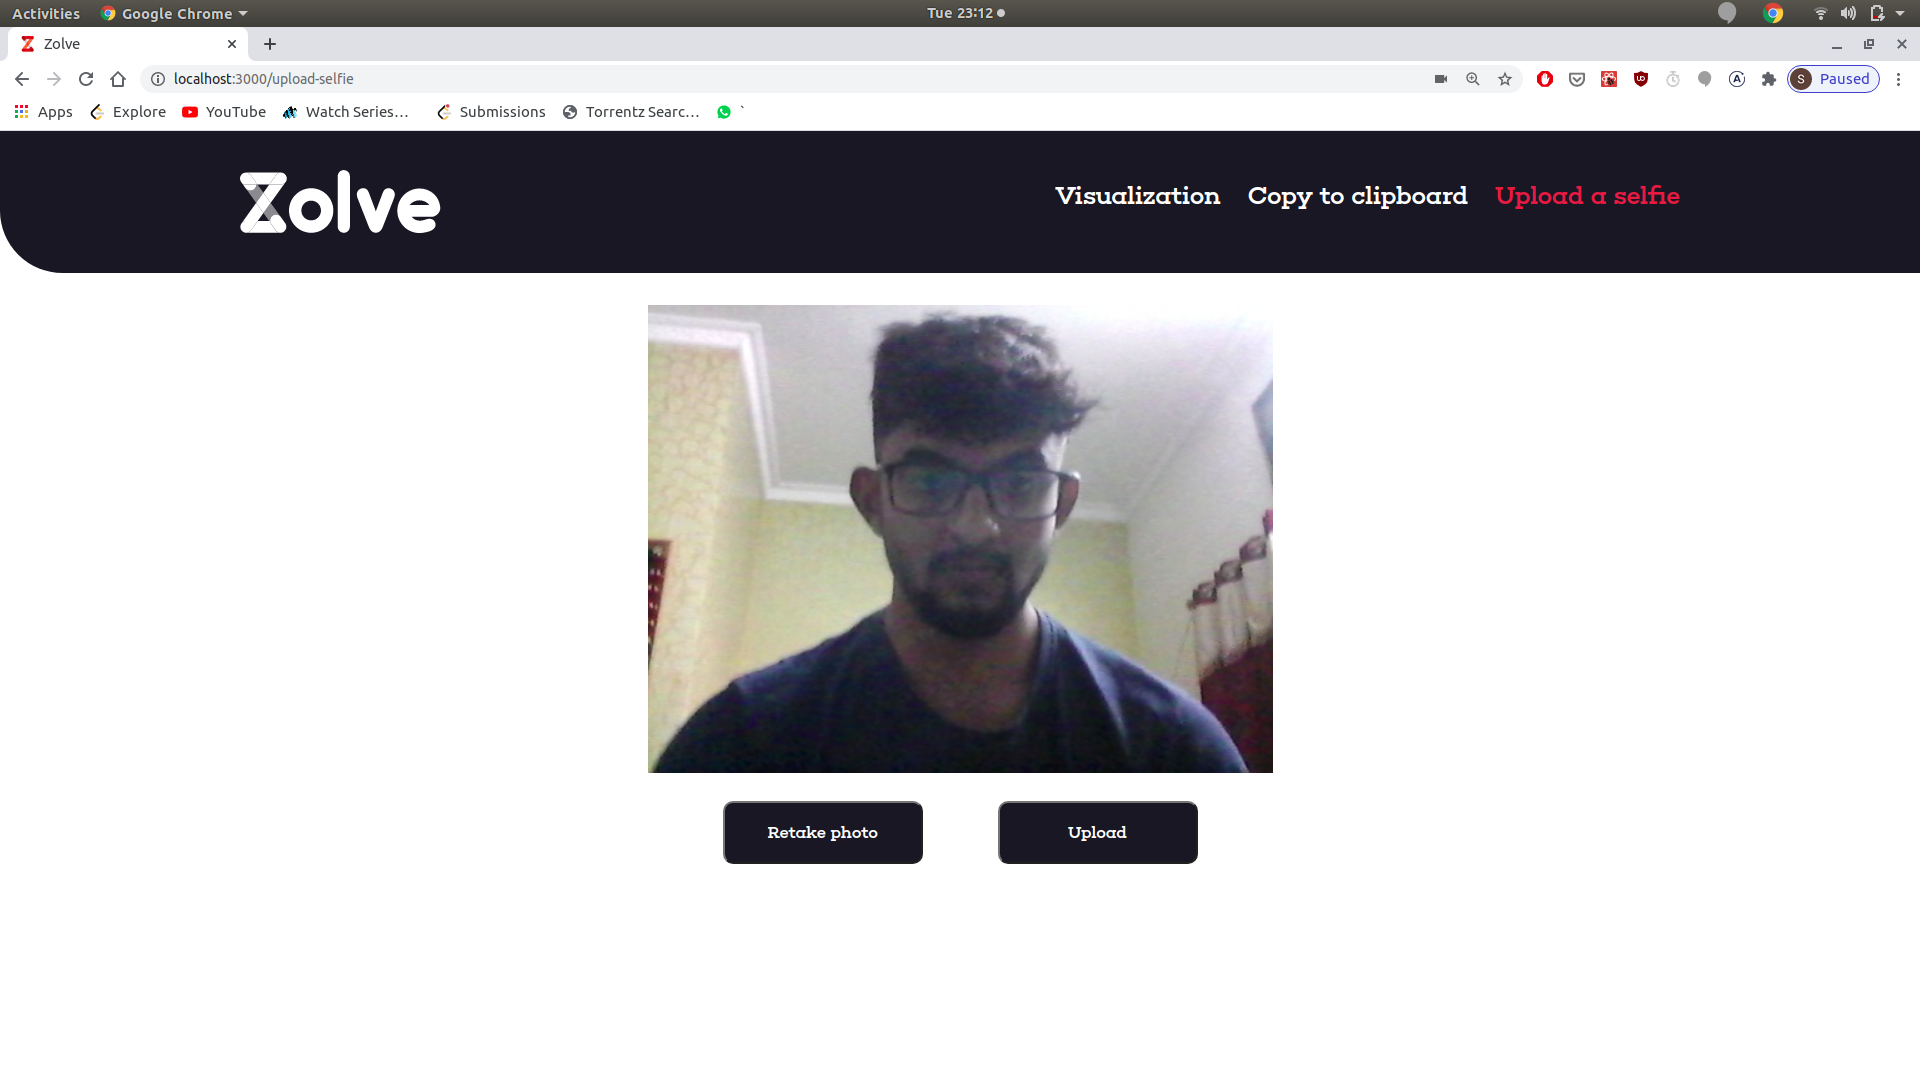 Activities Google Chrome Tue 23:12
Zolve
localhost:3000/upload-selfie S Paused
Apps Explore YouTube Watch Series… Submissions Torrentz Searc… `
Zolve Visualization Copy to clipboard Upload a selfie
Retake photo Upload